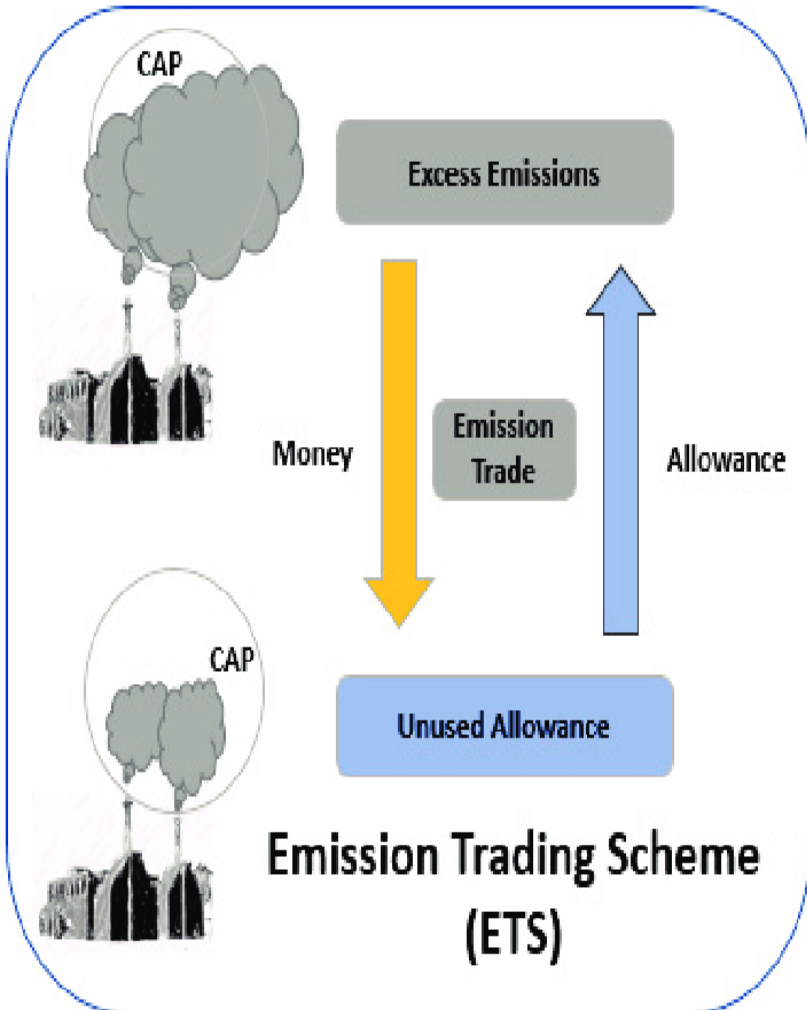 CAP
Excess Emissions
Money
Emission
Trade
Allowance
CAP
Unused Allowance
Emission Trading Scheme
(ETS)